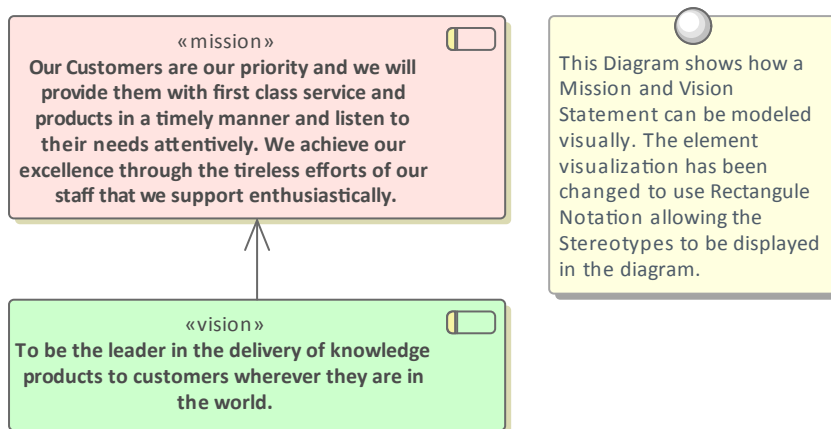 «mission»
Our Customers are our priority and we will
provide them with first class service and
products in a timely manner and listen to
their needs attentively. We achieve our
excellence through the tireless efforts of our
staff that we support enthusiastically.
«vision»
To be the leader in the delivery of knowledge
products to customers wherever they are in
the world.
This Diagram shows how a
Mission and Vision
Statement can be modeled
visually. The element
visualization has been
changed to use Rectangule
Notation allowing the
Stereotypes to be displayed
in the diagram.